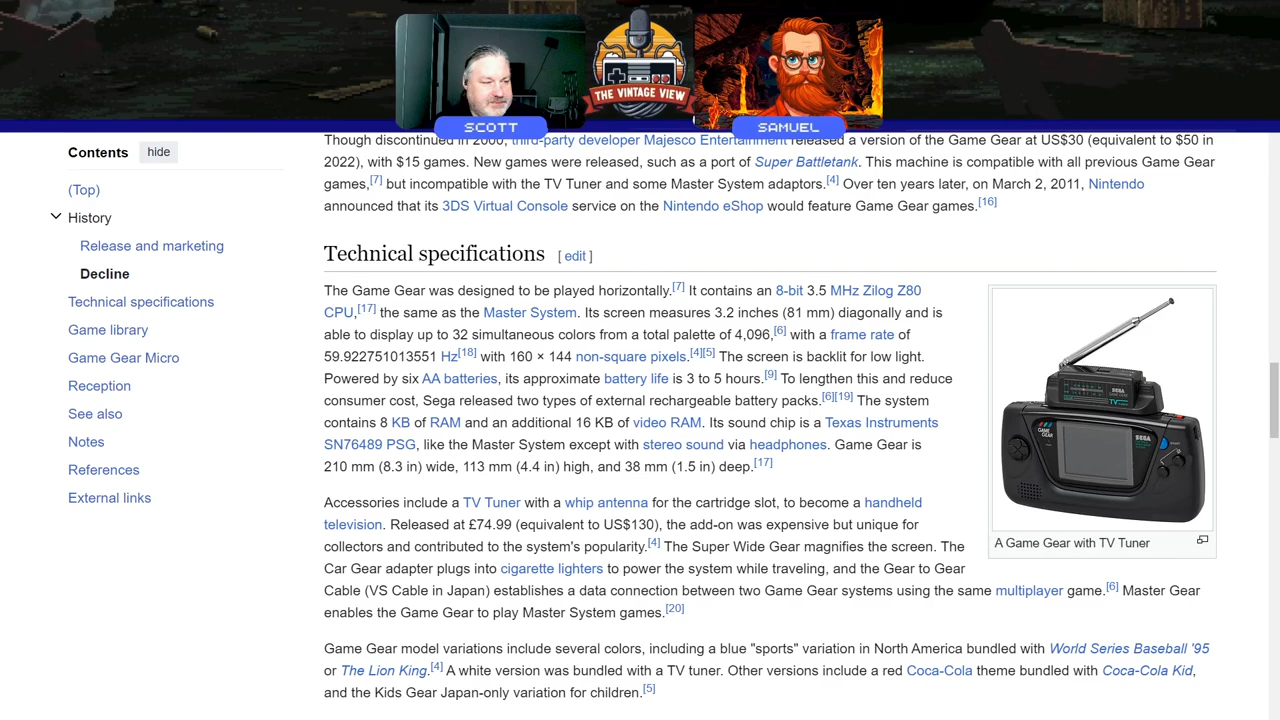 THE VINTAGE VIEW
SCOTT
SAMUEL
Contents hide
(Top)
History
Release and marketing
Decline
Technical specifications
Game library
Game Gear Micro
Reception
See also
Notes
References
External links
Though discontinued in 2000, third-party developer Majesco Entertainment released a version of the Game Gear at US$30 (equivalent to $50 in
2022), with $15 games. New games were released, such as a port of Super Battletank. This machine is compatible with all previous Game Gear
games,[7] but incompatible with the TV Tuner and some Master System adaptors.[4] Over ten years later, on March 2, 2011, Nintendo
announced that its 3DS Virtual Console service on the Nintendo eShop would feature Game Gear games.[16]
Technical specifications [ edit ]
The Game Gear was designed to be played horizontally.[7] It contains an 8-bit 3.5 MHz Zilog Z80
CPU,[17] the same as the Master System. Its screen measures 3.2 inches (81 mm) diagonally and is
able to display up to 32 simultaneous colors from a total palette of 4,096,[6] with a frame rate of
59.922751013551 Hz[18] with 160 × 144 non-square pixels.[4][5] The screen is backlit for low light.
Powered by six AA batteries, its approximate battery life is 3 to 5 hours.[9] To lengthen this and reduce
consumer cost, Sega released two types of external rechargeable battery packs.[6][19] The system
contains 8 KB of RAM and an additional 16 KB of video RAM. Its sound chip is a Texas Instruments
SN76489 PSG, like the Master System except with stereo sound via headphones. Game Gear is
210 mm (8.3 in) wide, 113 mm (4.4 in) high, and 38 mm (1.5 in) deep.[17]
Accessories include a TV Tuner with a whip antenna for the cartridge slot, to become a handheld
television. Released at £74.99 (equivalent to US$130), the add-on was expensive but unique for
collectors and contributed to the system's popularity.[4] The Super Wide Gear magnifies the screen. The
Car Gear adapter plugs into cigarette lighters to power the system while traveling, and the Gear to Gear
Cable (VS Cable in Japan) establishes a data connection between two Game Gear systems using the same multiplayer game.[6] Master Gear
enables the Game Gear to play Master System games.[20]
Game Gear model variations include several colors, including a blue "sports" variation in North America bundled with World Series Baseball '95
or The Lion King.[4] A white version was bundled with a TV tuner. Other versions include a red Coca-Cola theme bundled with Coca-Cola Kid,
and the Kids Gear Japan-only variation for children.[5]
SEGA
GAME GEAR
SEGA
A Game Gear with TV Tuner